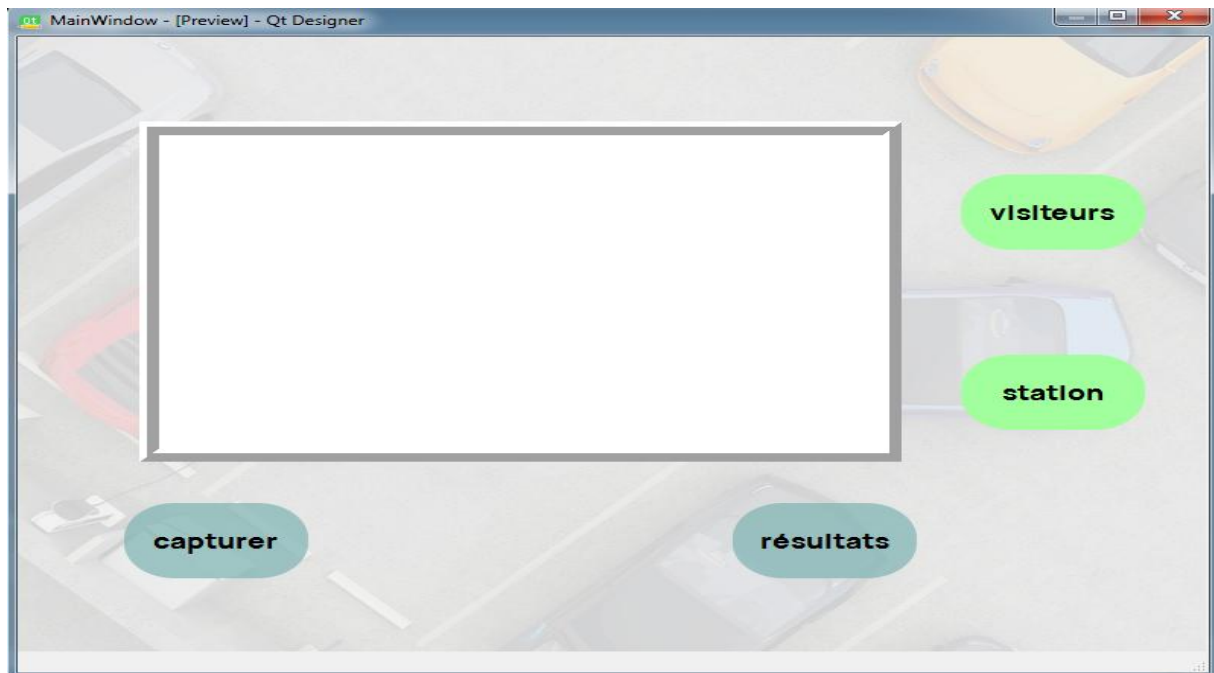 MainWindow - [Preview] - Qt Designer
visiteurs
station
capturer
résultats